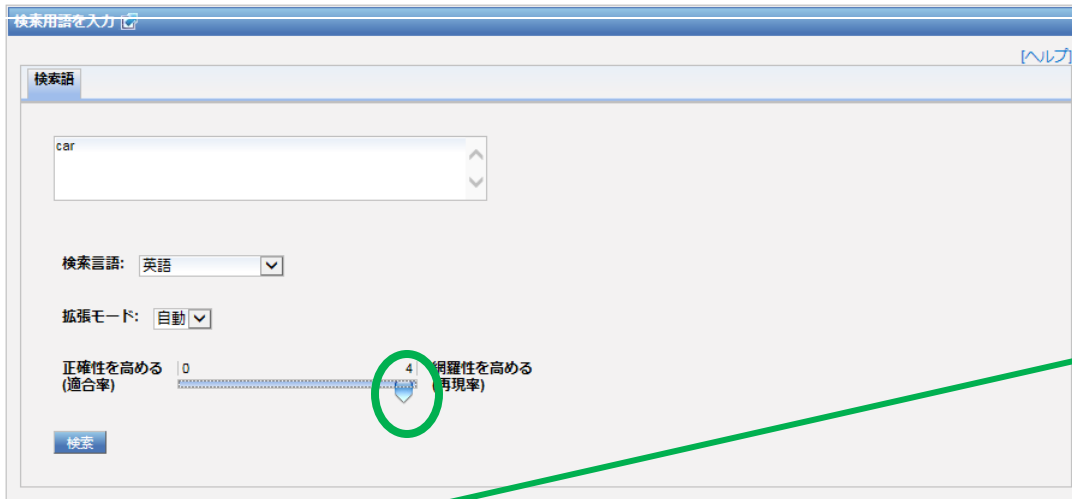 検索用語を入力
[ヘルプ]
検索語
car
検索言語: 英語
拡張モード: 自動
正確性を高める 0 4 網羅性を高める
(適合率) (再現率)
検索